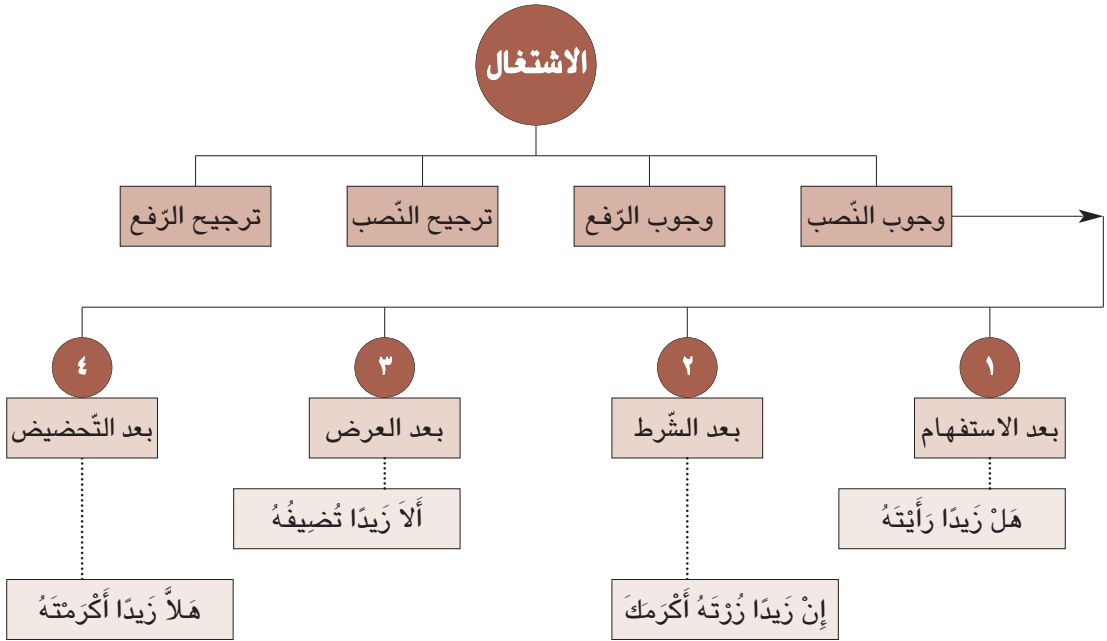 الاشتغال
وجوب النّصب
وجوب الرّفع
ترجيح النّصب
ترجيح الرّفع
١
بعد الاستفهام
هَلْ زَيدًا رَأَيْتَهُ
٢
بعد الشّرط
إِنْ زَيدًا زُرْتَهُ أَكْرَمَكَ
٣
بعد العرض
أَلاَ زَيدًا تُضِيفُهُ
٤
بعد التّحضيض
هَلاَّ زَيدًا أَكْرَمْتَهُ